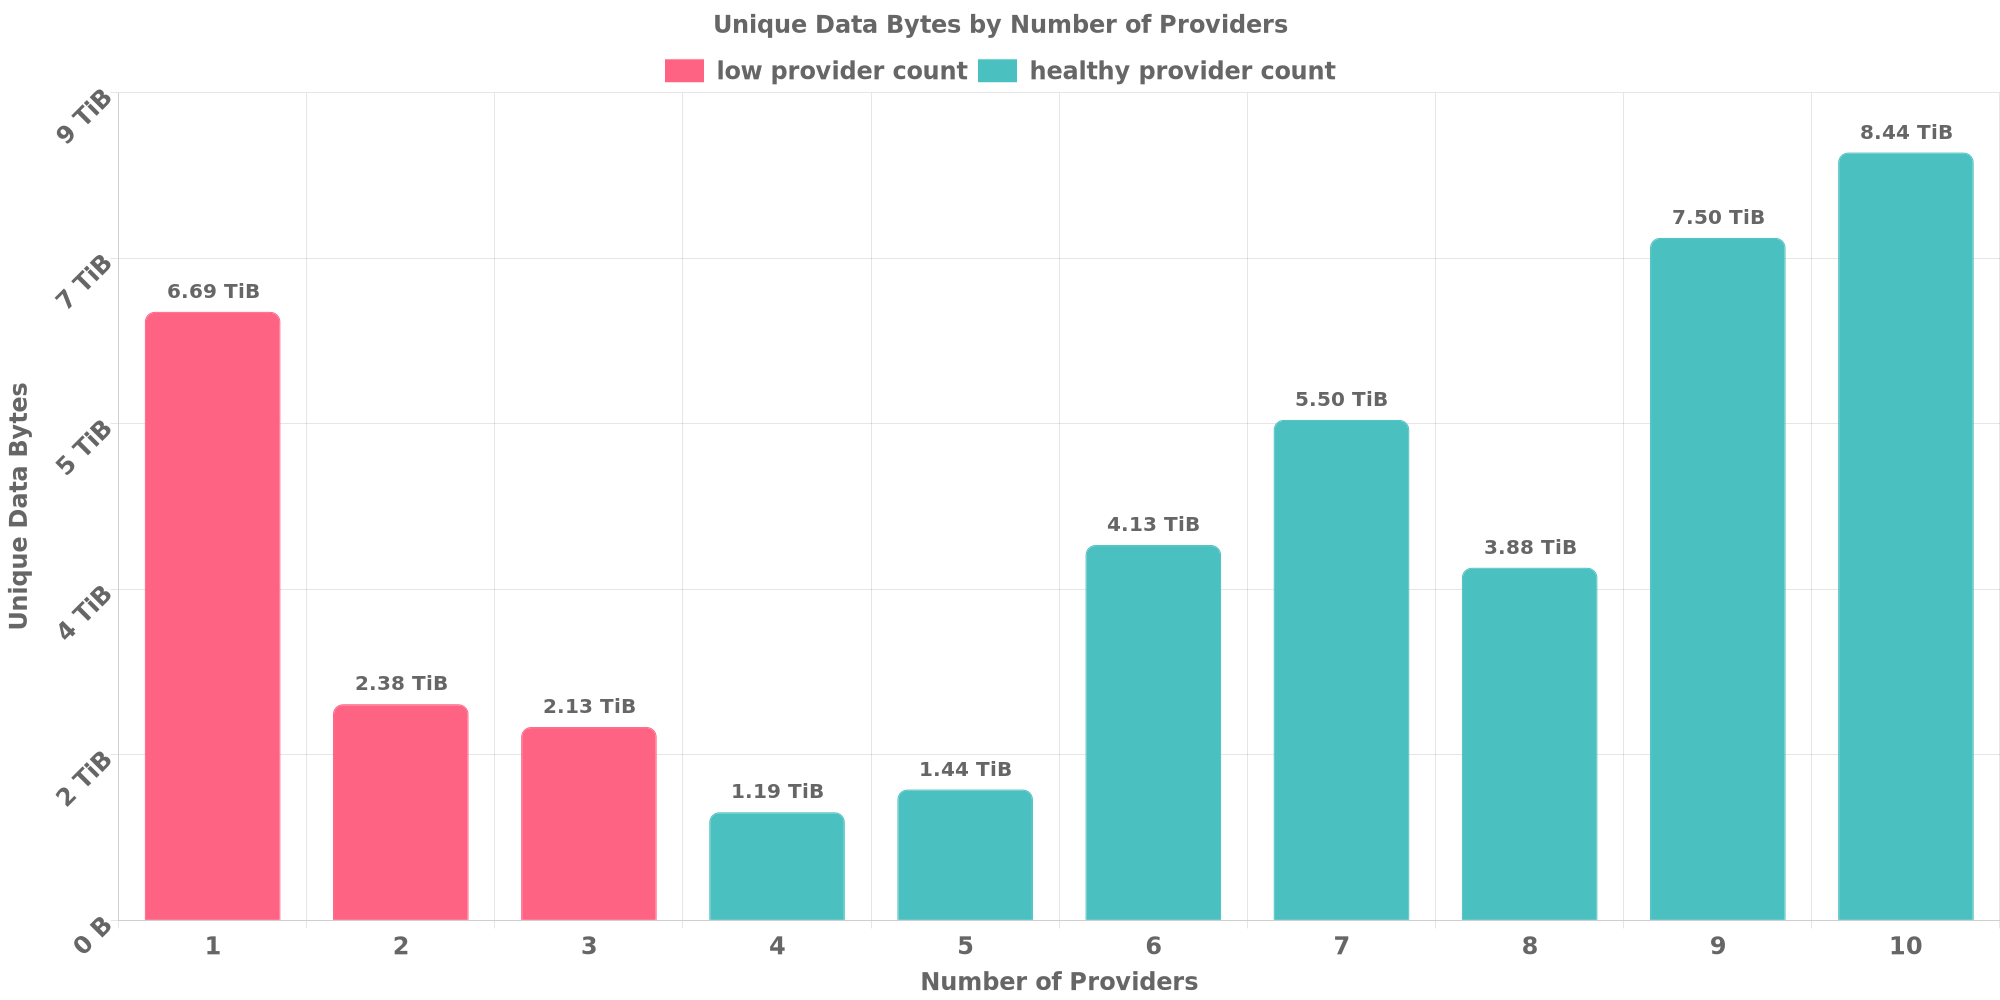 Unique Data Bytes by Number of Providers
low provider count healthy provider count
9 TiB
7 TiB
5 TiB
4 TiB
2 TiB
0 B
Unique Data Bytes
6.69 TiB
2.38 TiB
2.13 TiB
1.19 TiB
1.44 TiB
4.13 TiB
5.50 TiB
3.88 TiB
7.50 TiB
8.44 TiB
1 2 3 4 5 6 7 8 9 10
Number of Providers